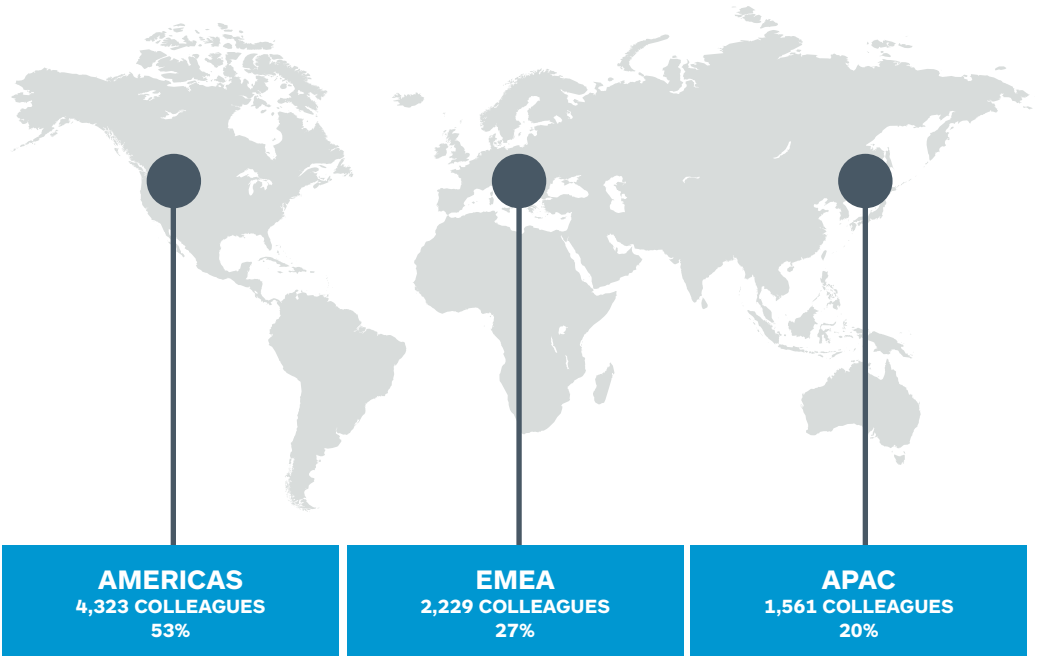 AMERICAS
4,323 COLLEAGUES
53%
EMEA
2,229 COLLEAGUES
27%
APAC
1,561 COLLEAGUES
20%